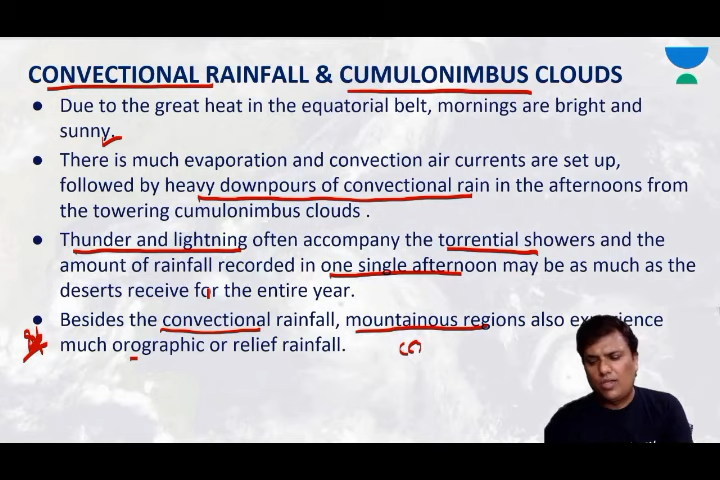 CONVECTIONAL RAINFALL & CUMULONIMBUS CLOUDS
● Due to the great heat in the equatorial belt, mornings are bright and
sunny.
● There is much evaporation and convection air currents are set up,
followed by heavy downpours of convectional rain in the afternoons from
the towering cumulonimbus clouds .
● Thunder and lightning often accompany the torrential showers and the
amount of rainfall recorded in one single afternoon may be as much as the
deserts receive for the entire year.
● Besides the convectional rainfall, mountainous regions also experience
much orographic or relief rainfall.